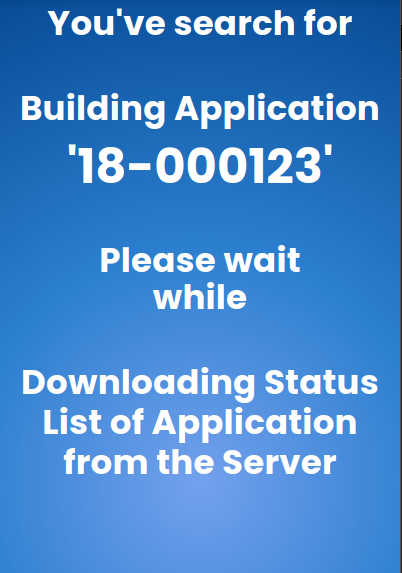 You've search for
Building Application
'18-000123'
Please wait
while
Downloading Status
List of Application
from the Server